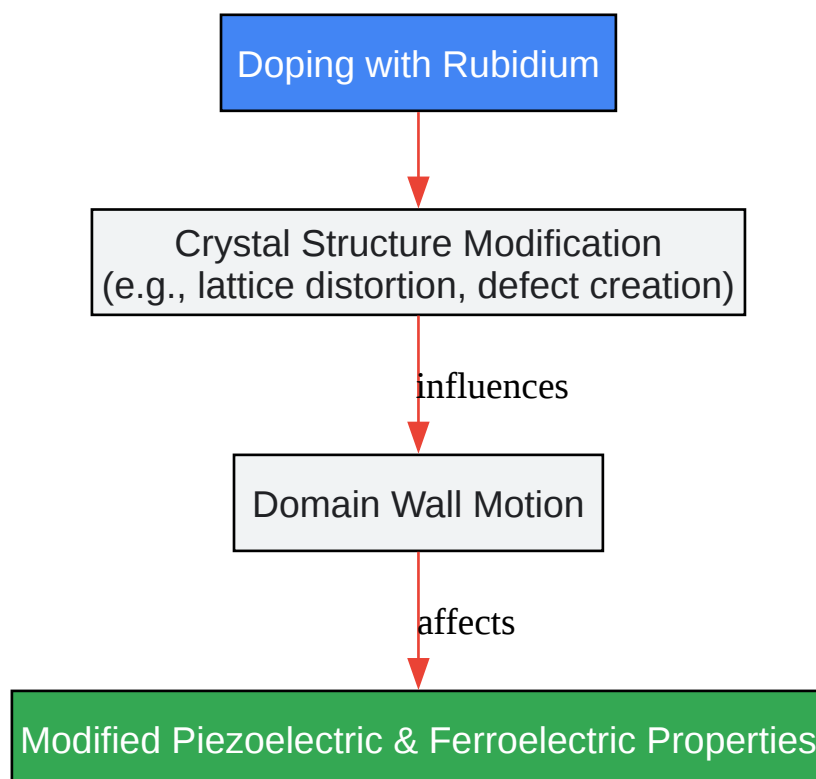 Doping with Rubidium
Crystal Structure Modification
(e.g., lattice distortion, defect creation)
influences
Domain Wall Motion
affects
Modified Piezoelectric & Ferroelectric Properties